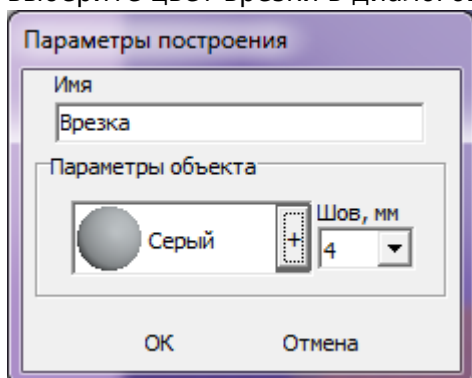 Параметры построения
Имя
Врезка
Параметры объекта
Шов, мм
Серый + 4
ОК Отмена